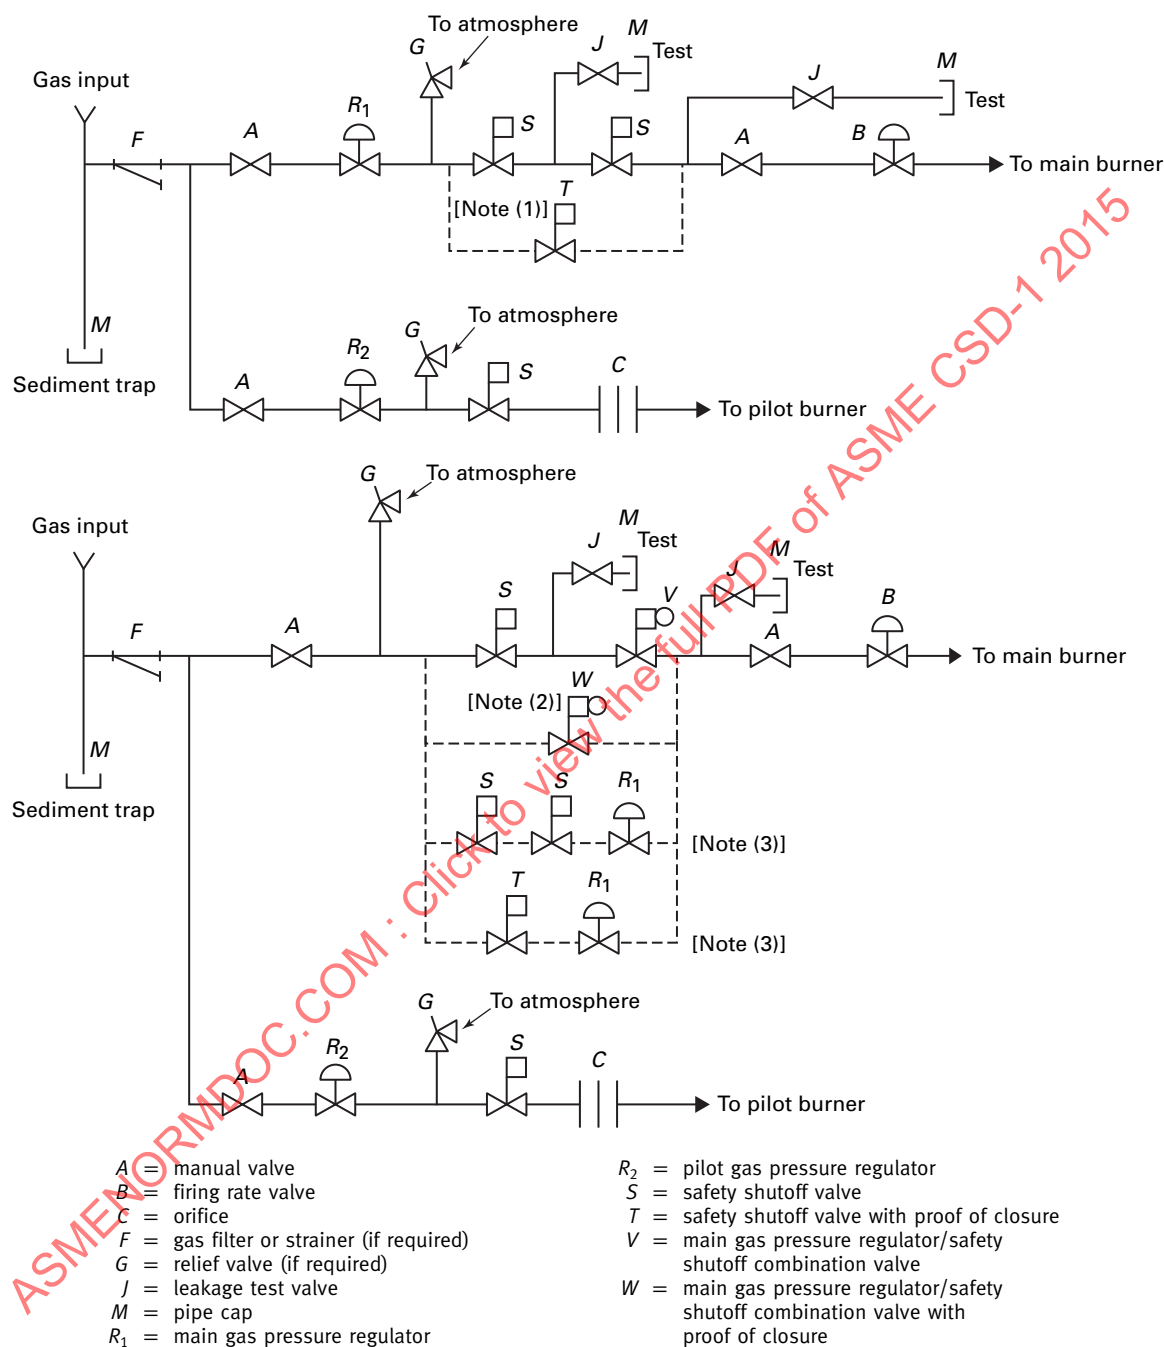 To atmosphere
G
J
M
Test
Gas input
R1
S
S
J
M
Test
F
A
A
B
To main burner
[Note (1)]
T
M
Sediment trap
To atmosphere
G
R2
A
S
C
To pilot burner
To atmosphere
G
Gas input
M
Test
J
M
Test
J
S
V
B
F
A
A
To main burner
[Note (2)]
W
M
Sediment trap
S
S
R1
[Note (3)]
T
R1
[Note (3)]
To atmosphere
G
R2
A
S
C
To pilot burner
A = manual valve
B = firing rate valve
C = orifice
F = gas filter or strainer (if required)
G = relief valve (if required)
J = leakage test valve
M = pipe cap
R1 = main gas pressure regulator
R2 = pilot gas pressure regulator
S = safety shutoff valve
T = safety shutoff valve with proof of closure
V = main gas pressure regulator/safety
shutoff combination valve
W = main gas pressure regulator/safety
shutoff combination valve with
proof of closure
ASMENORMDOC.COM : Click to view the full PDF of ASME CSD-1 2015